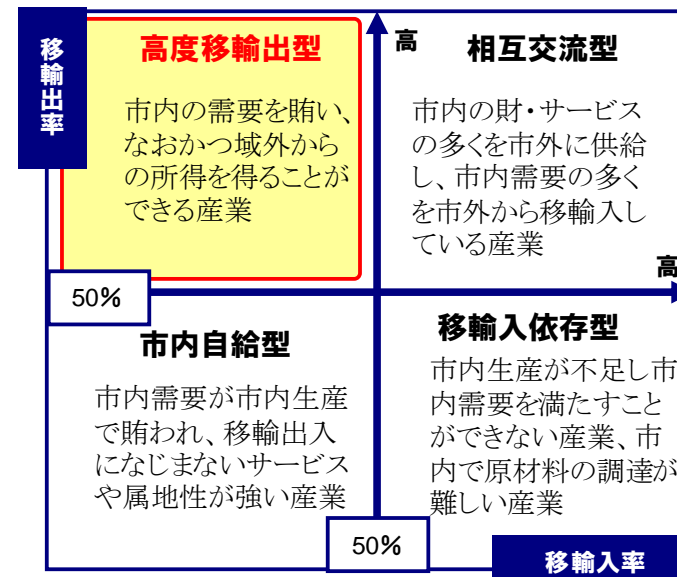 移輸出率
高度移輸出型
市内の需要を賄い、
なおかつ域外から
の所得を得ることが
できる産業
高
相互交流型
市内の財・サービス
の多くを市外に供給
し、市内需要の多く
を市外から移輸入し
ている産業
高
50%
市内自給型
市内需要が市内生産
で賄われ、移輸出入
になじまないサービス
や属地性が強い産業
移輸入依存型
市内生産が不足し市
内需要を満たすこと
ができない産業、市
内で原材料の調達が
難しい産業
50%
移輸入率